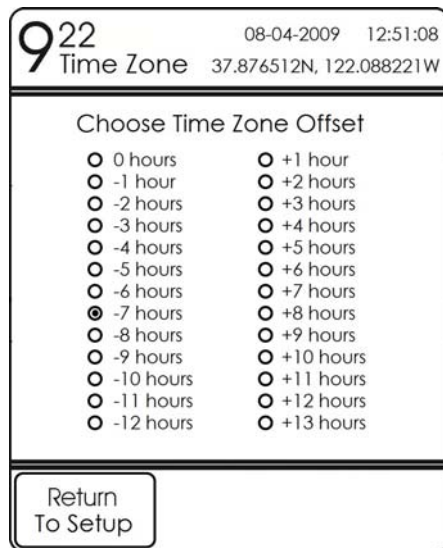 922 08-04-2009 12:51:08
Time Zone 37.876512N, 122.088221W
Choose Time Zone Offset
0 hours
-1 hour
-2 hours
-3 hours
-4 hours
-5 hours
-6 hours
-7 hours
-8 hours
-9 hours
-10 hours
-11 hours
-12 hours
+1 hour
+2 hours
+3 hours
+4 hours
+5 hours
+6 hours
+7 hours
+8 hours
+9 hours
+10 hours
+11 hours
+12 hours
+13 hours
Return
To Setup